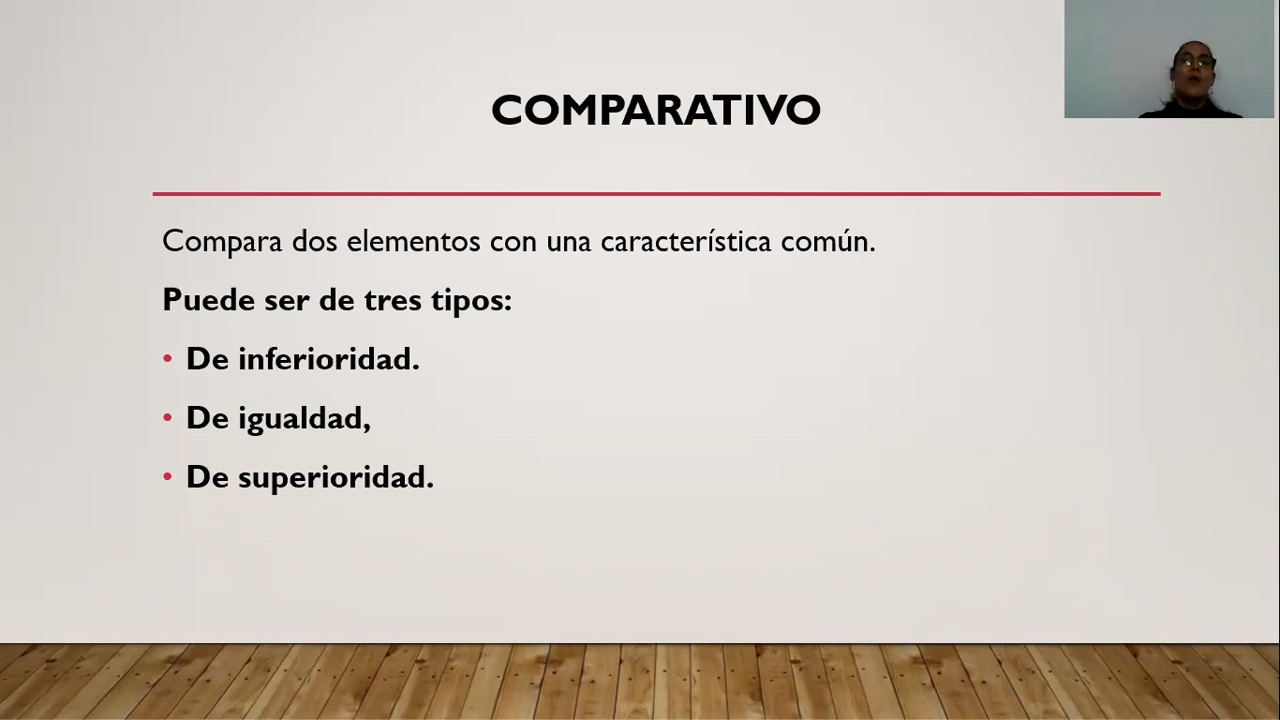 COMPARATIVO
Compara dos elementos con una característica común.
Puede ser de tres tipos:
• De inferioridad.
• De igualdad,
• De superioridad.